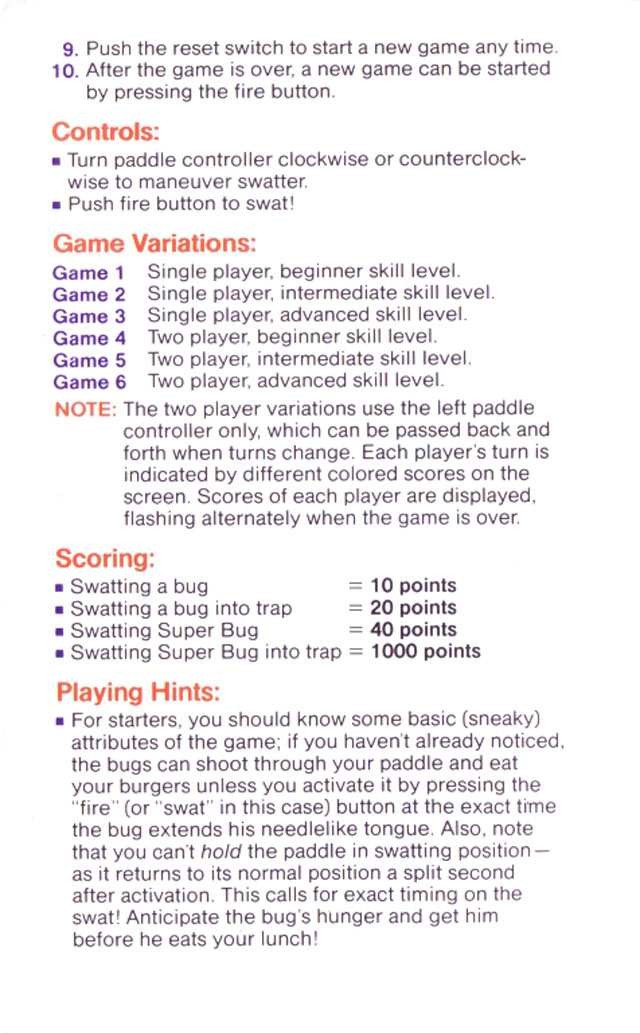 9. Push the reset switch to start a new game any time.
10. After the game is over, a new game can be started
by pressing the fire button.
Controls:
▪ Turn paddle controller clockwise or counterclock-
wise to maneuver swatter.
▪ Push fire button to swat!
Game Variations:
Game 1 Single player, beginner skill level.
Game 2 Single player, intermediate skill level.
Game 3 Single player, advanced skill level.
Game 4 Two player, beginner skill level.
Game 5 Two player, intermediate skill level.
Game 6 Two player, advanced skill level.
NOTE: The two player variations use the left paddle
controller only, which can be passed back and
forth when turns change. Each player's turn is
indicated by different colored scores on the
screen. Scores of each player are displayed,
flashing alternately when the game is over.
Scoring:
▪ Swatting a bug = 10 points
▪ Swatting a bug into trap = 20 points
▪ Swatting Super Bug = 40 points
▪ Swatting Super Bug into trap = 1000 points
Playing Hints:
▪ For starters, you should know some basic (sneaky)
attributes of the game; if you haven't already noticed,
the bugs can shoot through your paddle and eat
your burgers unless you activate it by pressing the
"fire" (or "swat" in this case) button at the exact time
the bug extends his needlelike tongue. Also, note
that you can't hold the paddle in swatting position—
as it returns to its normal position a split second
after activation. This calls for exact timing on the
swat! Anticipate the bug's hunger and get him
before he eats your lunch!